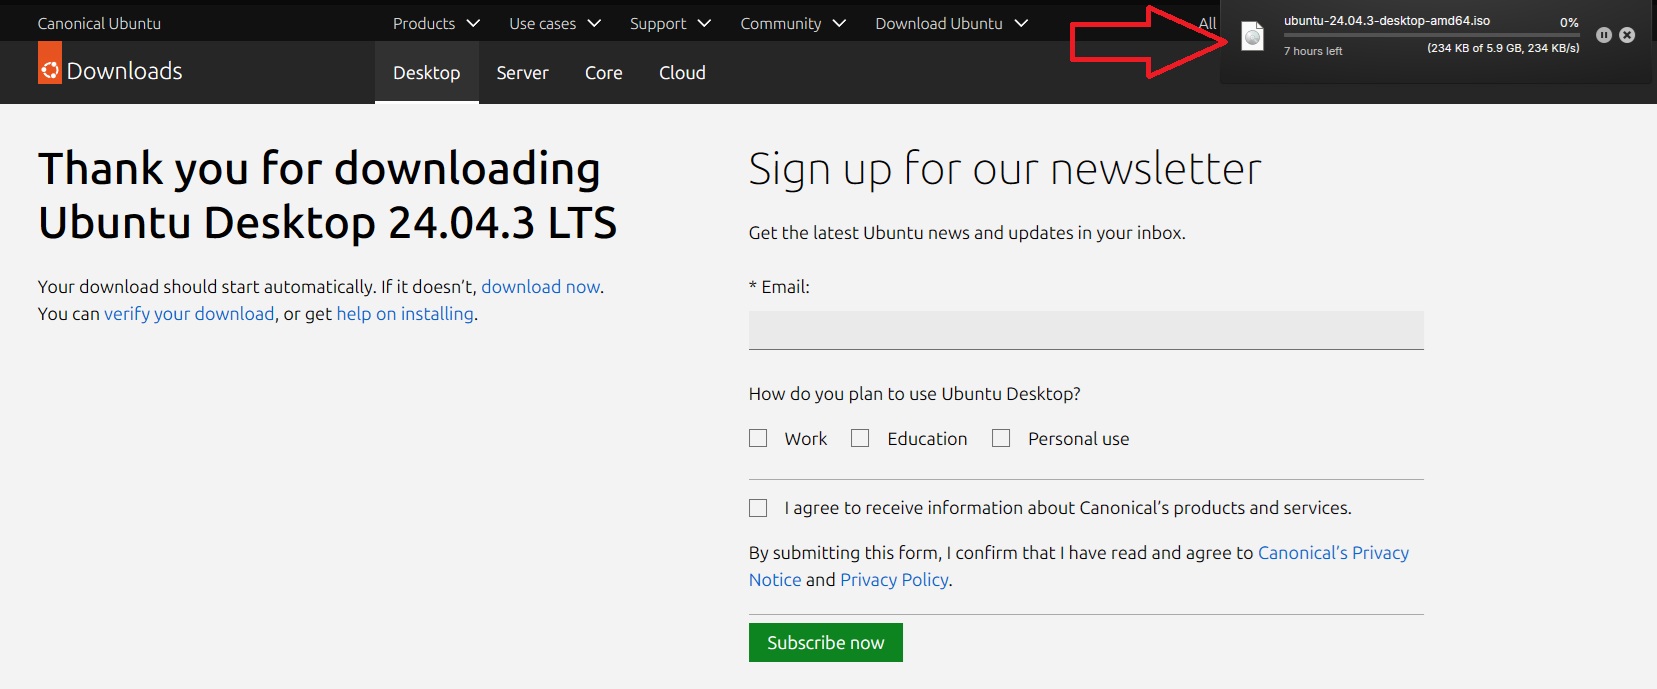 Canonical Ubuntu
Products
Use cases
Support
Community
Download Ubuntu
All
ubuntu-24.04.3-desktop-amd64.iso
0%
7 hours left
(234 KB of 5.9 GB, 234 KB/s)
Downloads
Desktop
Server
Core
Cloud
Thank you for downloading
Ubuntu Desktop 24.04.3 LTS
Your download should start automatically. If it doesn’t, download now.
You can verify your download, or get help on installing.
Sign up for our newsletter
Get the latest Ubuntu news and updates in your inbox.
* Email:
How do you plan to use Ubuntu Desktop?
Work
Education
Personal use
I agree to receive information about Canonical’s products and services.
By submitting this form, I confirm that I have read and agree to Canonical’s Privacy
Notice and Privacy Policy.
Subscribe now